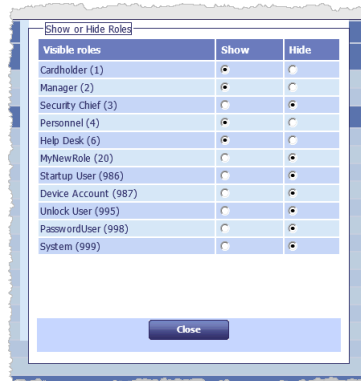 Show or Hide Roles
Visible roles Show Hide
Cardholder (1)
Manager (2)
Security Chief (3)
Personnel (4)
Help Desk (6)
MyNewRole (20)
Startup User (986)
Device Account (987)
Unlock User (995)
PasswordUser (998)
System (999)
Close